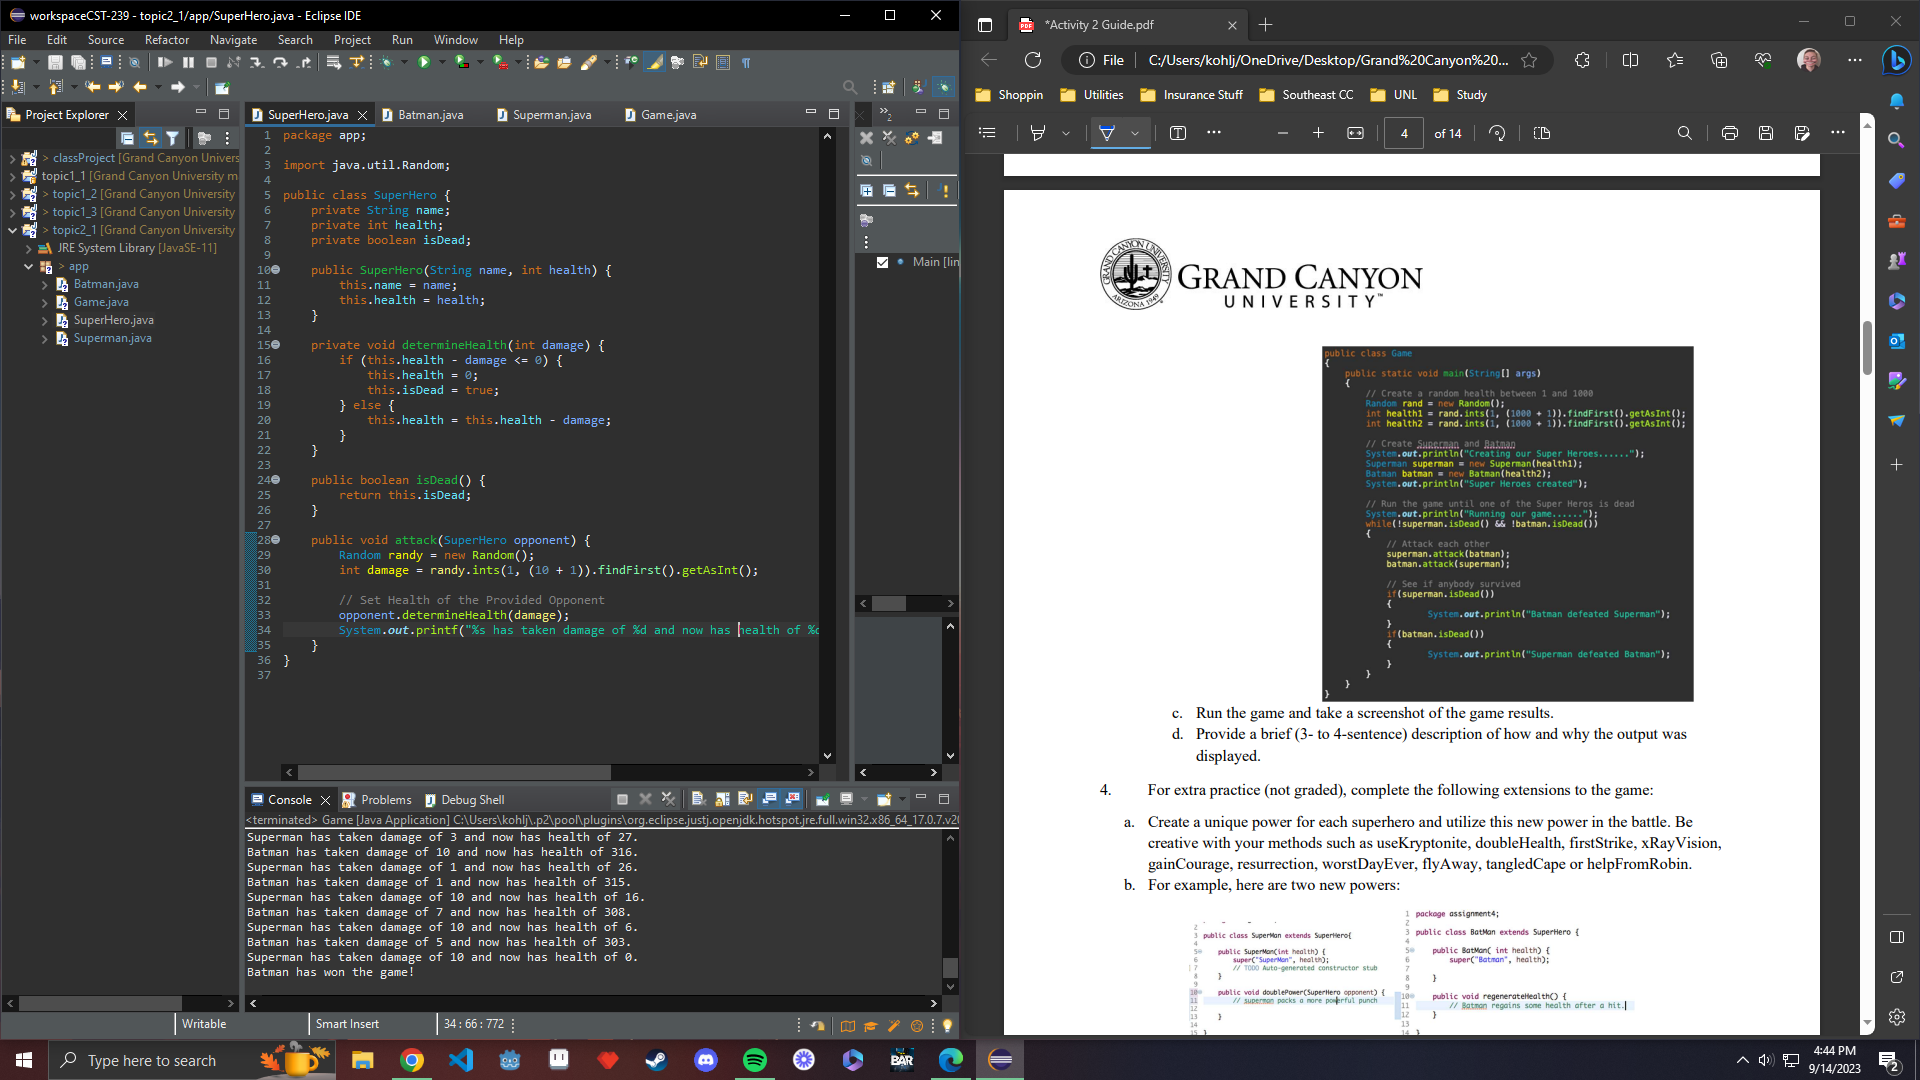 workspaceCST-239 - topic2_1/app/SuperHero.java - Eclipse IDE
File Edit Source Refactor Navigate Search Project Run Window Help
Project Explorer
> classProject [Grand Canyon Univers
topic1_1 [Grand Canyon University m
> topic1_2 [Grand Canyon University
> topic1_3 [Grand Canyon University
> topic2_1 [Grand Canyon University
JRE System Library [JavaSE-11]
> app
Batman.java
Game.java
SuperHero.java
Superman.java
SuperHero.java Batman.java Superman.java Game.java
1 package app;
2
3 import java.util.Random;
4
5 public class SuperHero {
6 private String name;
7 private int health;
8 private boolean isDead;
9
10 public SuperHero(String name, int health) {
11 this.name = name;
12 this.health = health;
13 }
14
15 private void determineHealth(int damage) {
16 if (this.health - damage <= 0) {
17 this.health = 0;
18 this.isDead = true;
19 } else {
20 this.health = this.health - damage;
21 }
22 }
23
24 public boolean isDead() {
25 return this.isDead;
26 }
27
28 public void attack(SuperHero opponent) {
29 Random randy = new Random();
30 int damage = randy.ints(1, (10 + 1)).findFirst().getAsInt();
31
32 // Set Health of the Provided Opponent
33 opponent.determineHealth(damage);
34 System.out.printf("%s has taken damage of %d and now has health of %d
35 }
36 }
37
Main [lin
Console Problems Debug Shell
<terminated> Game [Java Application] C:\Users\kohlj\.p2\pool\plugins\org.eclipse.justj.openjdk.hotspot.jre.full.win32.x86_64_17.0.7.v20
Superman has taken damage of 3 and now has health of 27.
Batman has taken damage of 10 and now has health of 316.
Superman has taken damage of 1 and now has health of 26.
Batman has taken damage of 1 and now has health of 315.
Superman has taken damage of 10 and now has health of 16.
Batman has taken damage of 7 and now has health of 308.
Superman has taken damage of 10 and now has health of 6.
Batman has taken damage of 5 and now has health of 303.
Superman has taken damage of 10 and now has health of 0.
Batman has won the game!
Writable Smart Insert 34 : 66 : 772
*Activity 2 Guide.pdf
File C:/Users/kohlj/OneDrive/Desktop/Grand%20Canyon%20...
Shoppin Utilities Insurance Stuff Southeast CC UNL Study
4 of 14
GRAND CANYON UNIVERSITY
ARIZONA 1949
GRAND CANYON
UNIVERSITY™
public class Game
{
public static void main(String[] args)
{
// Create a random health between 1 and 1000
Random rand = new Random();
int health1 = rand.ints(1, (1000 + 1)).findFirst().getAsInt();
int health2 = rand.ints(1, (1000 + 1)).findFirst().getAsInt();
// Create Superman and Batman
System.out.println("Creating our Super Heroes......");
Superman superman = new Superman(health1);
Batman batman = new Batman(health2);
System.out.println("Super Heroes created");
// Run the game until one of the Super Heros is dead
System.out.println("Running our game......");
while(!superman.isDead() && !batman.isDead())
{
// Attack each other
superman.attack(batman);
batman.attack(superman);
// See if anybody survived
if(superman.isDead())
{
System.out.println("Batman defeated Superman");
}
if(batman.isDead())
{
System.out.println("Superman defeated Batman");
}
}
}
}
c. Run the game and take a screenshot of the game results.
d. Provide a brief (3- to 4-sentence) description of how and why the output was
displayed.
4. For extra practice (not graded), complete the following extensions to the game:
a. Create a unique power for each superhero and utilize this new power in the battle. Be
creative with your methods such as useKryptonite, doubleHealth, firstStrike, xRayVision,
gainCourage, resurrection, worstDayEver, flyAway, tangledCape or helpFromRobin.
b. For example, here are two new powers:
2
3 public class SuperMan extends SuperHero{
4
5 public SuperMan(int health) {
6 super("SuperMan", health);
7 // TODO Auto-generated constructor stub
8 }
9
10 public void doublePower(SuperHero opponent) {
11 // superman packs a more powerful punch
12
13 }
14
15 }
1 package assignment4;
2
3 public class BatMan extends SuperHero {
4
5 public BatMan( int health) {
6 super("Batman", health);
7
8 }
9
10 public void regenerateHealth() {
11 // Batman regains some health after a hit.
12 }
13
14 }
Type here to search
BAR
4:44 PM
9/14/2023
2